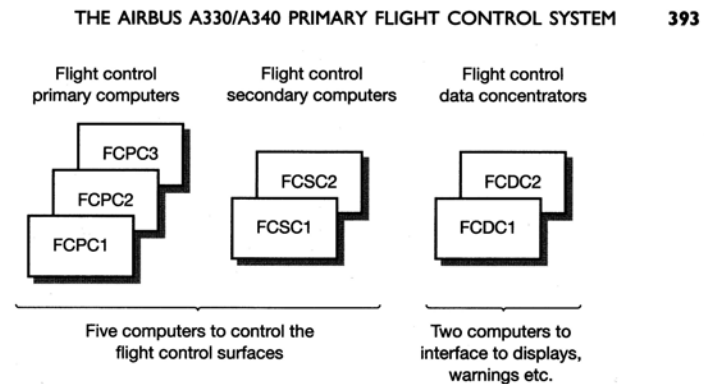 THE AIRBUS A330/A340 PRIMARY FLIGHT CONTROL SYSTEM 393
Flight control
primary computers
Flight control
secondary computers
Flight control
data concentrators
FCPC3
FCPC2
FCPC1
FCSC2
FCSC1
FCDC2
FCDC1
Five computers to control the
flight control surfaces
Two computers to
interface to displays,
warnings etc.